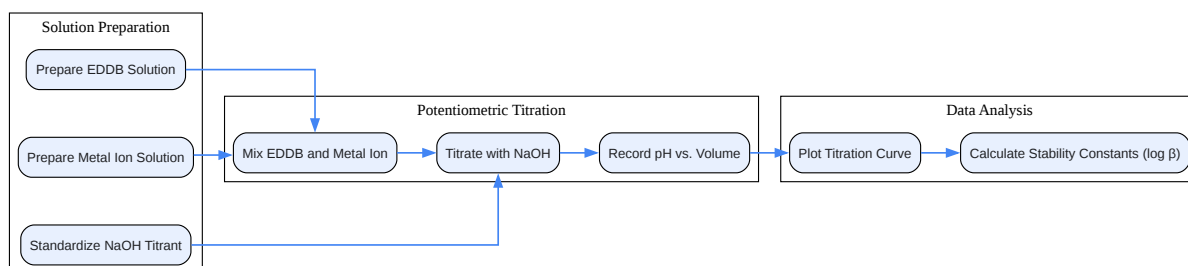 Solution Preparation
Prepare EDDB Solution
Prepare Metal Ion Solution
Standardize NaOH Titrant
Potentiometric Titration
Mix EDDB and Metal Ion
Titrate with NaOH
Record pH vs. Volume
Data Analysis
Plot Titration Curve
Calculate Stability Constants (log β)